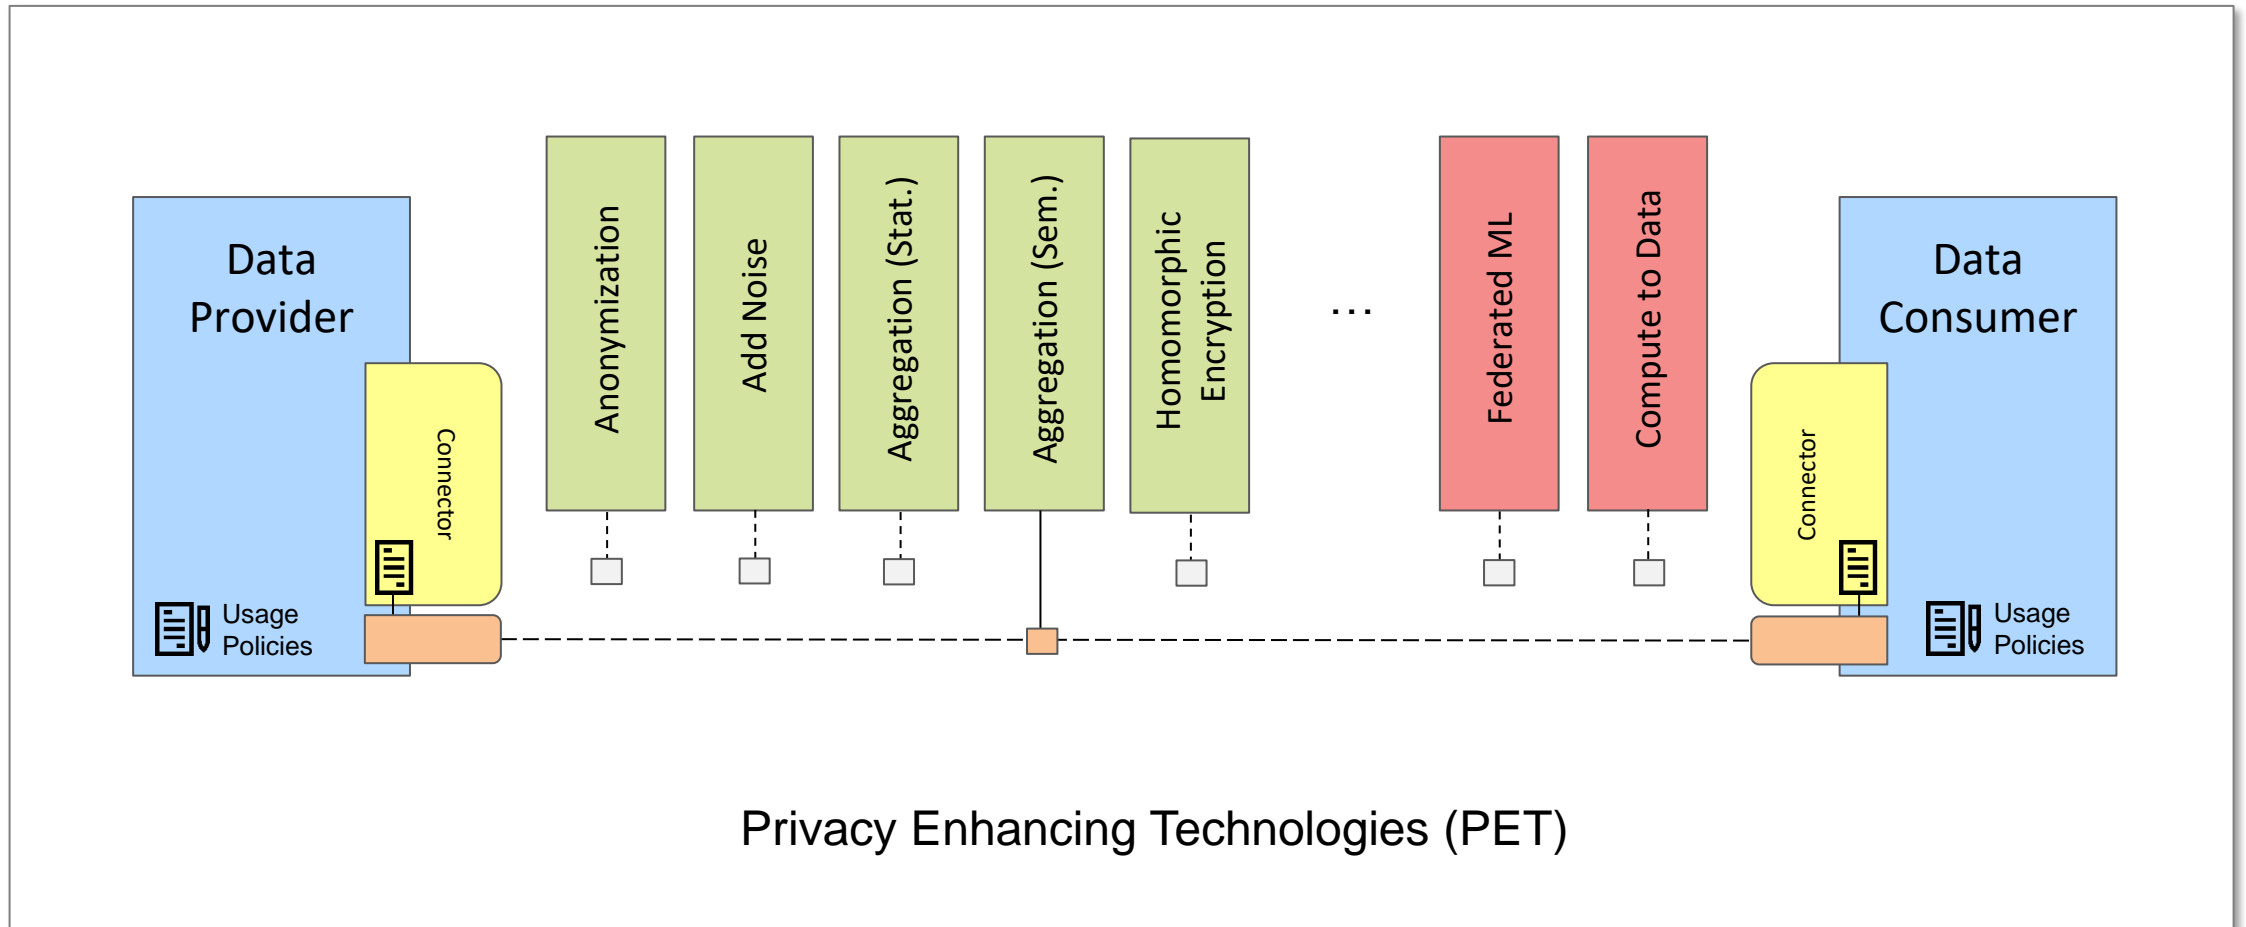 Data
Provider
Connector
Usage
Policies
Anonymization
Add Noise
Aggregation (Stat.)
Aggregation (Sem.)
Homomorphic
Encryption
...
Federated ML
Compute to Data
Data
Consumer
Connector
Usage
Policies
Privacy Enhancing Technologies (PET)